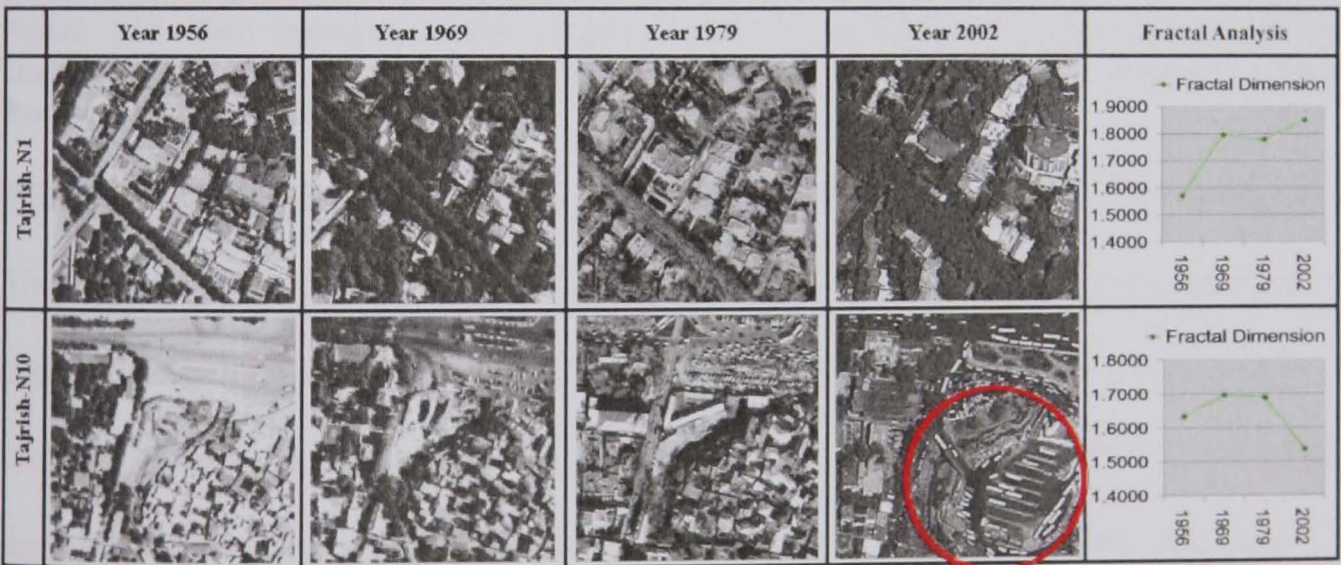 Year 1956
Year 1969
Year 1979
Year 2002
Fractal Analysis
Tajrish-N1
Fractal Dimension
1.9000
1.8000
1.7000
1.6000
1.5000
1.4000
1956
1969
1979
2002
Tajrish-N10
Fractal Dimension
1.8000
1.7000
1.6000
1.5000
1.4000
1956
1969
1979
2002